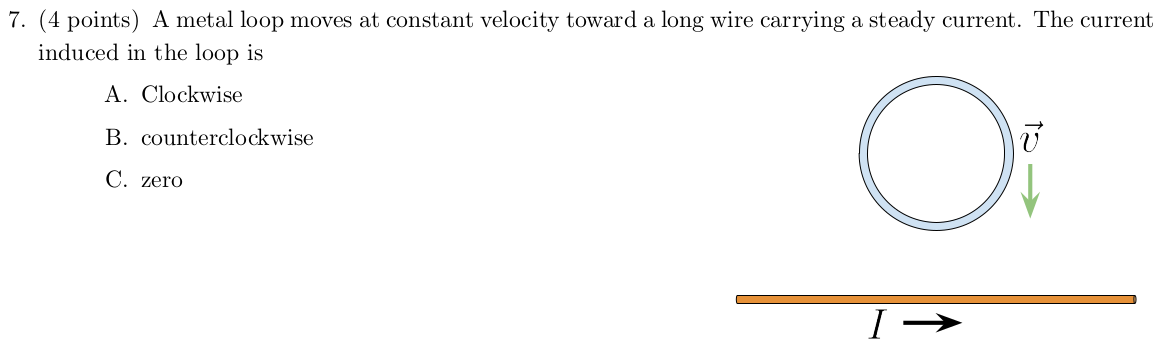 7. (4 points) A metal loop moves at constant velocity toward a long wire carrying a steady current. The current
induced in the loop is
A. Clockwise
B. counterclockwise
C. zero
v⃗
I